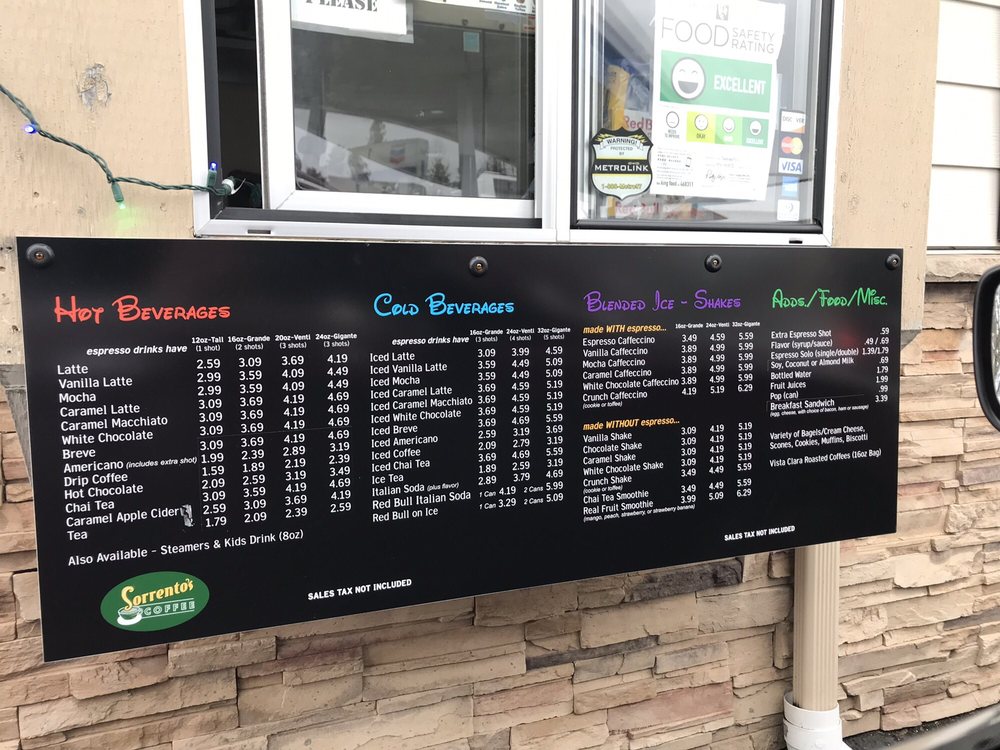 PLEASE
FOOD SAFETY RATING
EXCELLENT
OKAY
EXCELLENT
RedB
WARNING!
PROTECTED BY
METROLINK
DISCOVER
VISA
HOT BEVERAGES
espresso drinks have 12oz-Tall (1 shot) 16oz-Grande (2 shots) 20oz-Venti (3 shots) 24oz-Gigante (3 shots)
Latte 2.59 3.09 3.69 4.19
Vanilla Latte 2.99 3.59 4.09 4.49
Mocha 2.99 3.59 4.09 4.49
Caramel Latte 3.09 3.69 4.19 4.69
Caramel Macchiato 3.09 3.69 4.19 4.69
White Chocolate 3.09 3.69 4.19 4.69
Breve 3.09 3.69 4.19 4.69
Americano (includes extra shot) 1.99 2.39 2.89 3.19
Drip Coffee 1.59 1.89 2.19 2.39
Hot Chocolate 2.09 2.59 3.19 3.49
Chai Tea 3.09 3.59 4.19 4.69
Caramel Apple Cider 2.59 3.09 3.69 4.19
Tea 1.79 2.09 2.39 2.59
Also Available - Steamers & Kids Drink (8oz)
Sorrento's
COFFEE
SALES TAX NOT INCLUDED
COLD BEVERAGES
espresso drinks have 16oz-Grande (3 shots) 24oz-Venti (4 shots) 32oz-Gigante (5 shots)
Iced Latte 3.09 3.99 4.59
Iced Vanilla Latte 3.59 4.49 5.09
Iced Mocha 3.59 4.49 5.09
Iced Caramel Latte 3.69 4.59 5.19
Iced Caramel Macchiato 3.69 4.59 5.19
Iced White Chocolate 3.69 4.59 5.19
Iced Breve 3.69 4.59 5.19
Iced Americano 2.59 3.19 3.69
Iced Coffee 2.09 2.79 3.19
Iced Chai Tea 3.59 4.49 5.09
Ice Tea 1.89 2.59 3.19
Italian Soda (plus flavor) 2.89 3.79 4.69
Red Bull Italian Soda 1 Can 4.19 2 Cans 5.99
Red Bull on Ice 1 Can 3.29 2 Cans 5.09
BLENDED ICE - SHAKES
made WITH espresso... 16oz-Grande 24oz-Venti 32oz-Gigante
Espresso Caffeccino 3.49 4.59 5.59
Vanilla Caffeccino 3.89 4.99 5.99
Mocha Caffeccino 3.89 4.99 5.99
Caramel Caffeccino 3.89 4.99 5.99
White Chocolate Caffeccino 3.89 4.99 5.99
Crunch Caffeccino 4.19 5.19 6.29
(cookie or toffee)
made WITHOUT espresso...
Vanilla Shake 3.09 4.19 5.19
Chocolate Shake 3.09 4.19 5.19
Caramel Shake 3.09 4.19 5.19
White Chocolate Shake 3.09 4.19 5.19
Crunch Shake 3.49 4.49 5.59
(cookie or toffee)
Chai Tea Smoothie 3.49 4.49 5.59
Real Fruit Smoothie 3.99 5.09 6.29
(mango, peach, strawberry, or strawberry banana)
SALES TAX NOT INCLUDED
ADDS/FOOD/MISC.
Extra Espresso Shot .59
Flavor (syrup/sauce) .49 / .69
Espresso Solo (single/double) 1.39/1.79
Soy, Coconut or Almond Milk .69
Bottled Water 1.79
Fruit Juices 1.99
Pop (can) .99
Breakfast Sandwich 3.39
(egg, cheese, with choice of bacon, ham or sausage)
Variety of Bagels/Cream Cheese,
Scones, Cookies, Muffins, Biscotti
Vista Clara Roasted Coffees (16oz Bag)